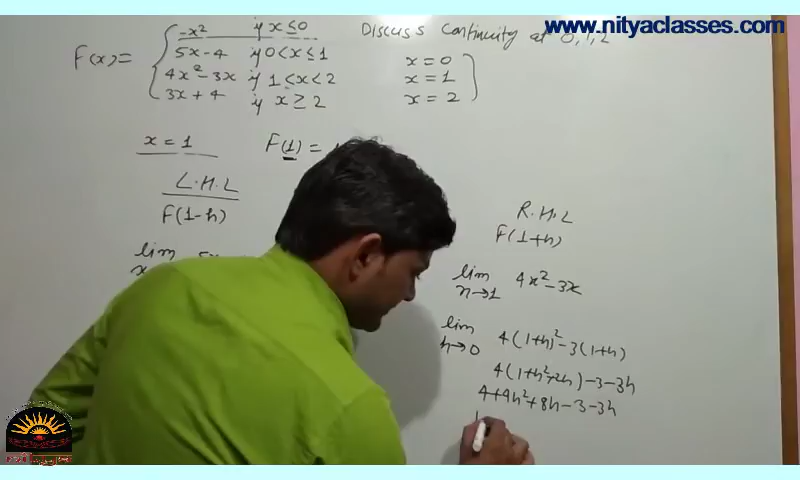 www.nityaclasses.com
F(x)= { -x² if x≤0 Discuss Continuity at 0,1,2
5x-4 if 0<x≤1 x=0
4x²-3x if 1<x<2 x=1
3x+4 if x≥2 x=2
x=1 F(1)=
L.H.L
F(1-h)
lim
R.H.L
F(1+h)
lim 4x²-3x
x→1
lim 4(1+h)²-3(1+h)
h→0
4(1+h²+2h)-3-3h
4+4h²+8h-3-3h